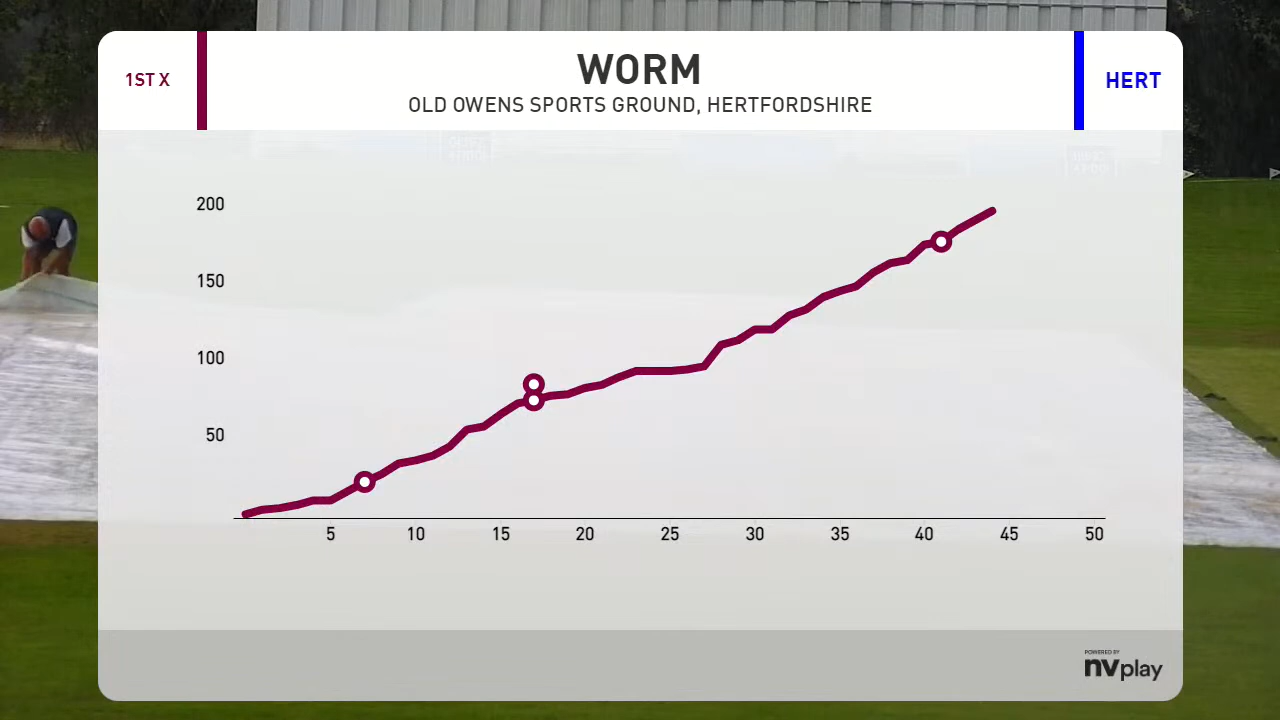 1ST X
WORM
OLD OWENS SPORTS GROUND, HERTFORDSHIRE
HERT
200
150
100
50
5 10 15 20 25 30 35 40 45 50
POWERED BY
nvplay